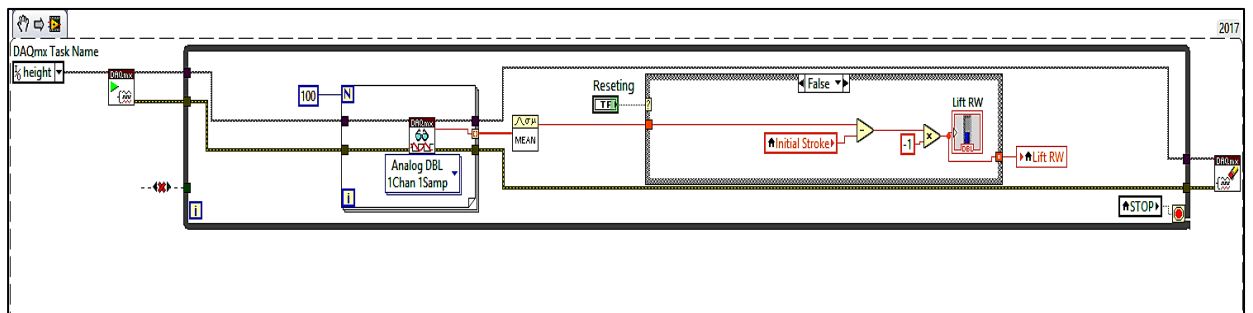 2017
DAQmx Task Name
height
DAQmx
100
N
DAQmx
Analog DBL
1Chan 1Samp
i
i
MEAN
Reseting
TF
?
False
Initial Stroke
-
-1
x
Lift RW
DBL
Lift RW
STOP
DAQmx